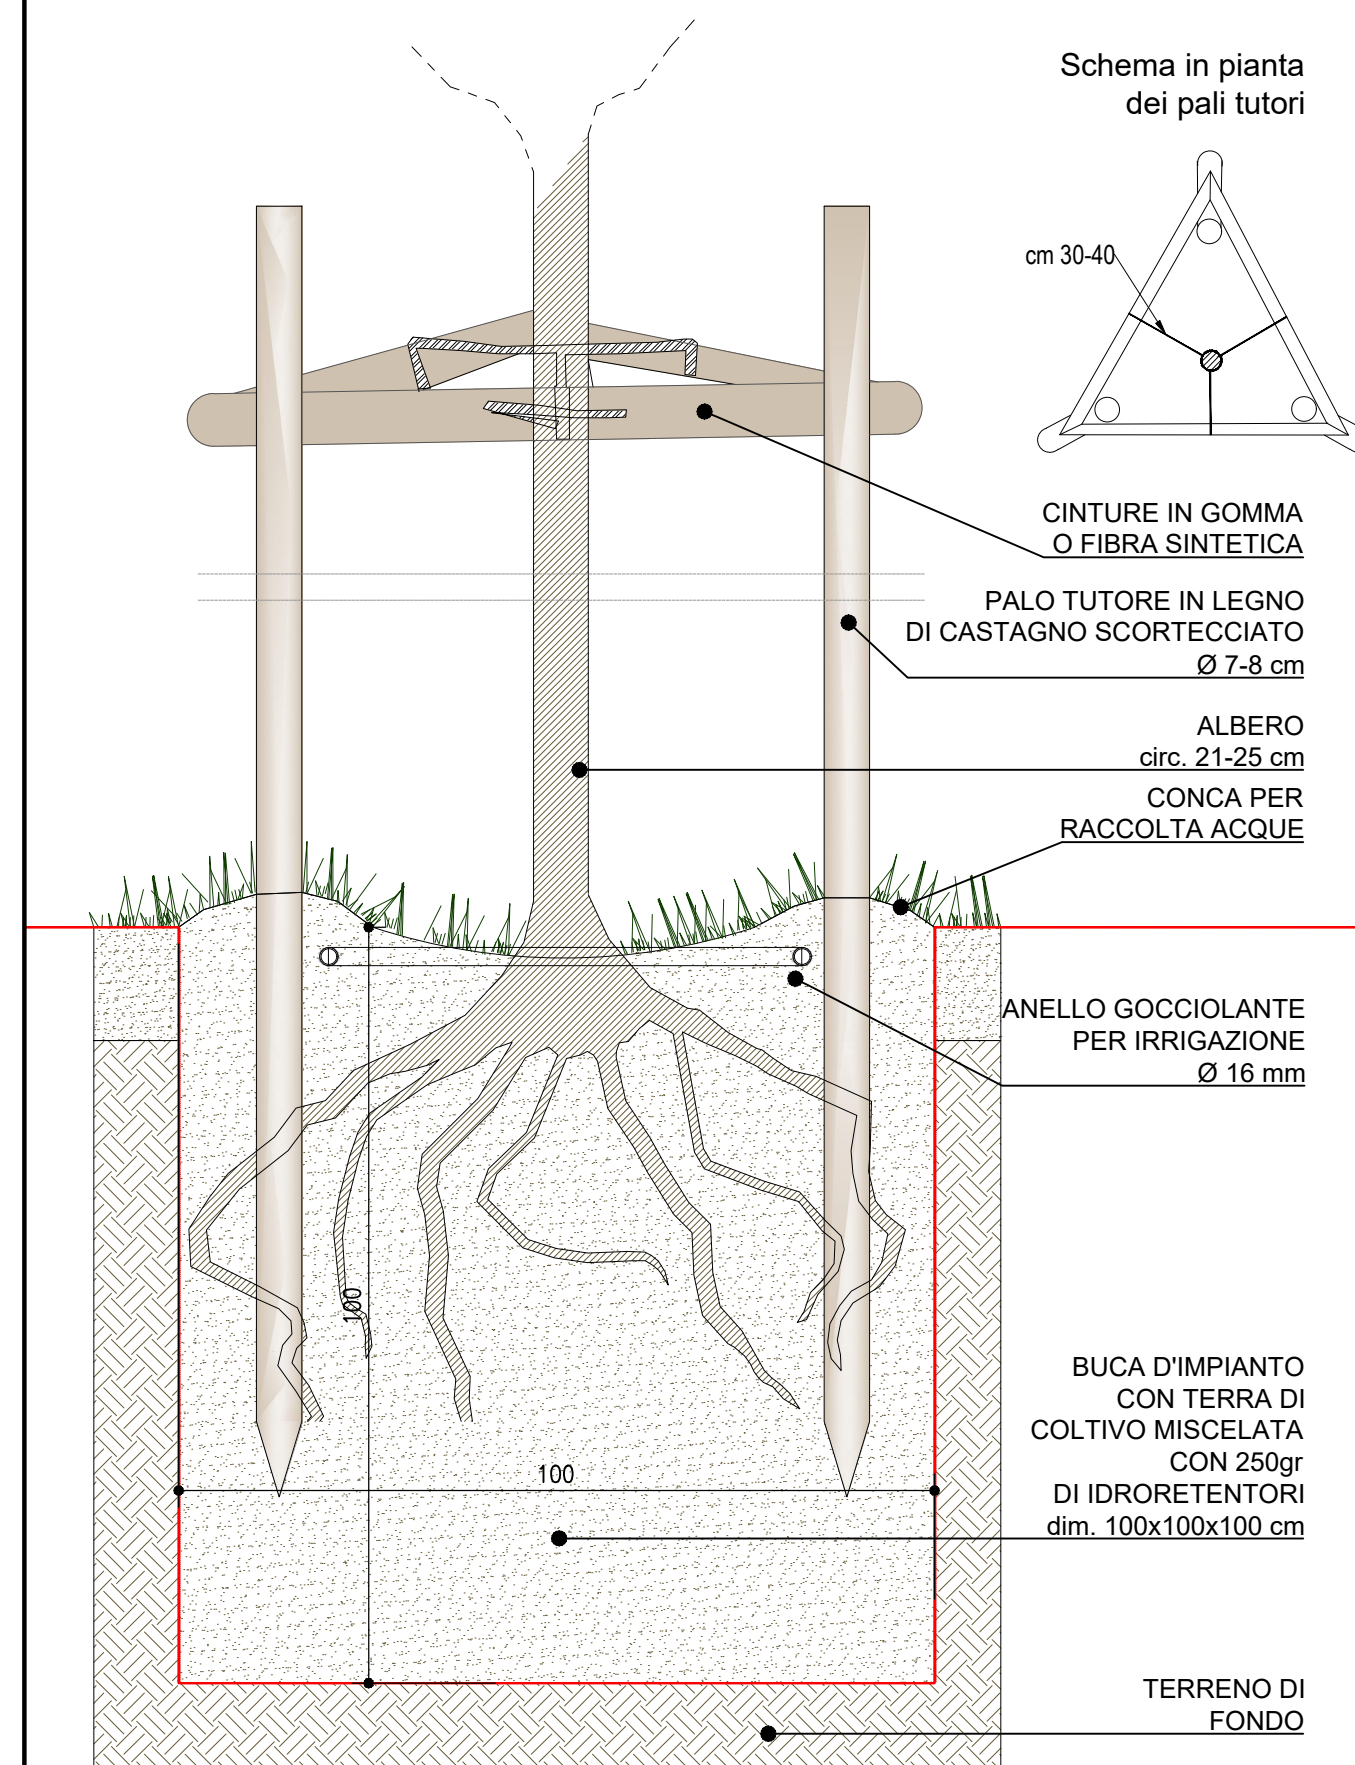 Schema in pianta
dei pali tutori
cm 30-40
CINTURE IN GOMMA
O FIBRA SINTETICA
PALO TUTORE IN LEGNO
DI CASTAGNO SCORTECCIATO
Ø 7-8 cm
ALBERO
circ. 21-25 cm
CONCA PER
RACCOLTA ACQUE
ANELLO GOCCIOLANTE
PER IRRIGAZIONE
Ø 16 mm
100
BUCA D'IMPIANTO
CON TERRA DI
COLTIVO MISCELATA
CON 250gr
DI IDRORETENTORI
dim. 100x100x100 cm
100
TERRENO DI
FONDO